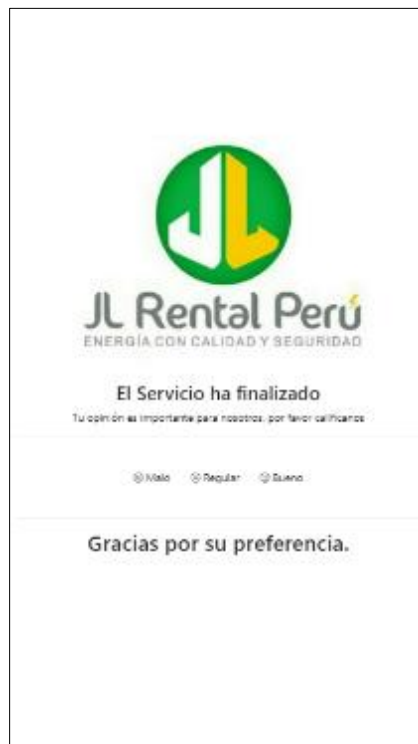 JL
JL Rental Perú
ENERGÍA CON CALIDAD Y SEGURIDAD
El Servicio ha finalizado
Tu opinión es importante para nosotros, por favor califícanos
Malo Regular Bueno
Gracias por su preferencia.